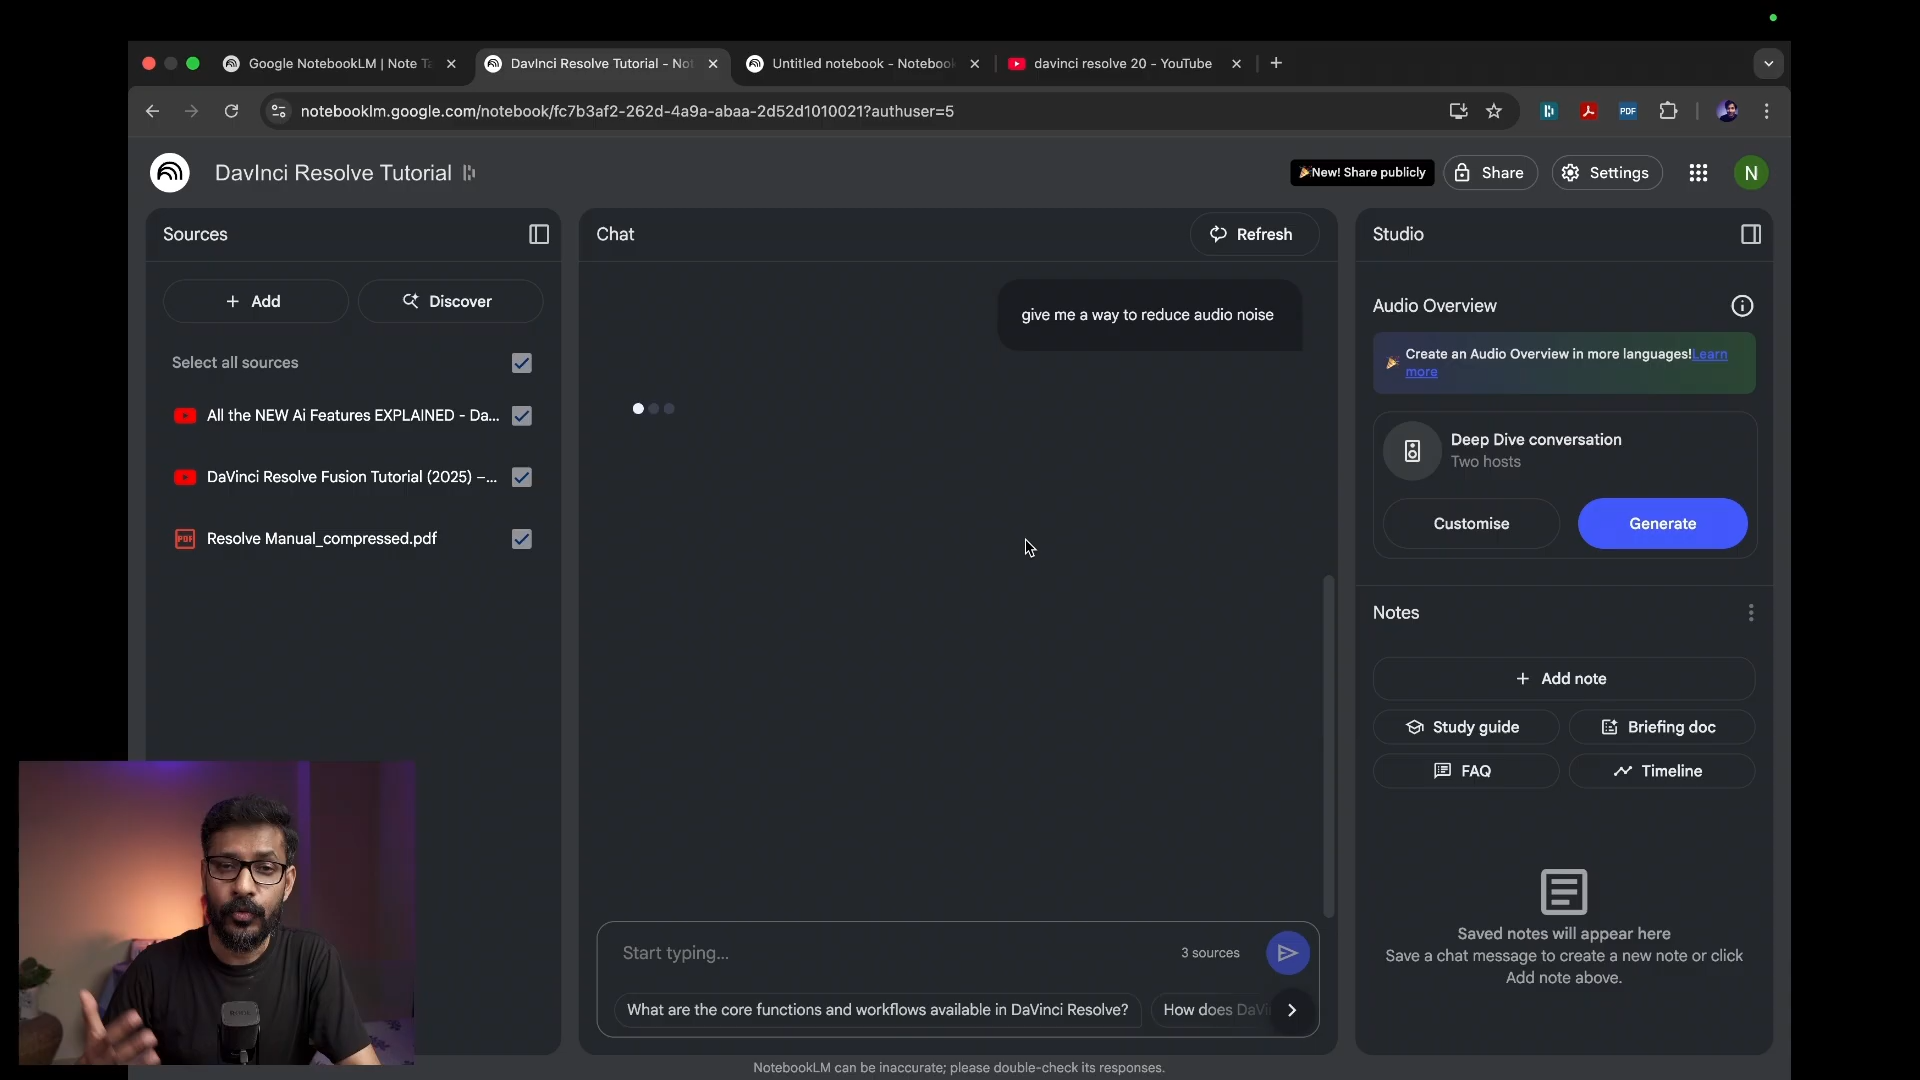 Google NotebookLM | Note Ta
DavInci Resolve Tutorial - Not
Untitled notebook - Notebook
davinci resolve 20 - YouTube
notebooklm.google.com/notebook/fc7b3af2-262d-4a9a-abaa-2d52d1010021?authuser=5
PDF
DavInci Resolve Tutorial
New! Share publicly
Share
Settings
N
Sources
Add
Discover
Select all sources
All the NEW Ai Features EXPLAINED - Da...
DaVinci Resolve Fusion Tutorial (2025) –...
PDF
Resolve Manual_compressed.pdf
Chat
Refresh
give me a way to reduce audio noise
Start typing...
3 sources
What are the core functions and workflows available in DaVinci Resolve?
How does DaVi
NotebookLM can be inaccurate; please double-check its responses.
Studio
Audio Overview
Create an Audio Overview in more languages!Learn
more
Deep Dive conversation
Two hosts
Customise
Generate
Notes
Add note
Study guide
Briefing doc
FAQ
Timeline
Saved notes will appear here
Save a chat message to create a new note or click
Add note above.